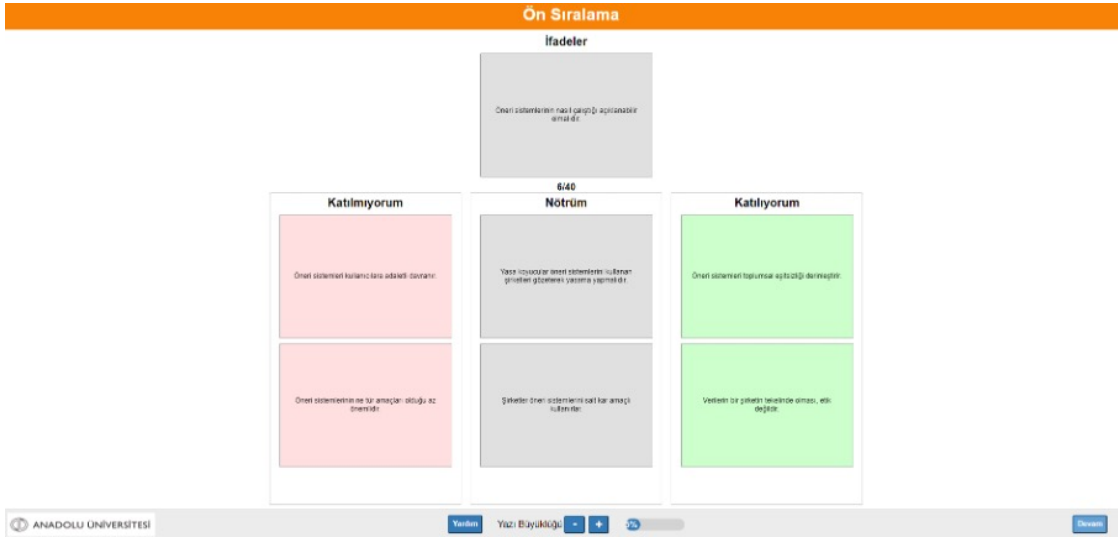 Ön Sıralama
İfadeler
Öneri sistemlerinin nasıl çalıştığı açıklanabilir
olmalıdır.
6/40
Katılmıyorum
Nötrüm
Katılıyorum
Öneri sistemleri kullanıcılara adaletli davranır.
Yasa koyucular öneri sistemlerini kullanan
şirketleri gözeterek yasama yapmalıdır.
Öneri sistemleri toplumsal eşitsizliği derinleştirir.
Öneri sistemlerinin ne tür amaçları olduğu az
önemlidir.
Şirketler öneri sistemlerini salt kar amaçlı
kullanırlar.
Verilerin bir şirketin tekelinde olması, etik
değildir.
ANADOLU ÜNİVERSİTESİ
Yardım
Yazı Büyüklüğü
-
+
Devam